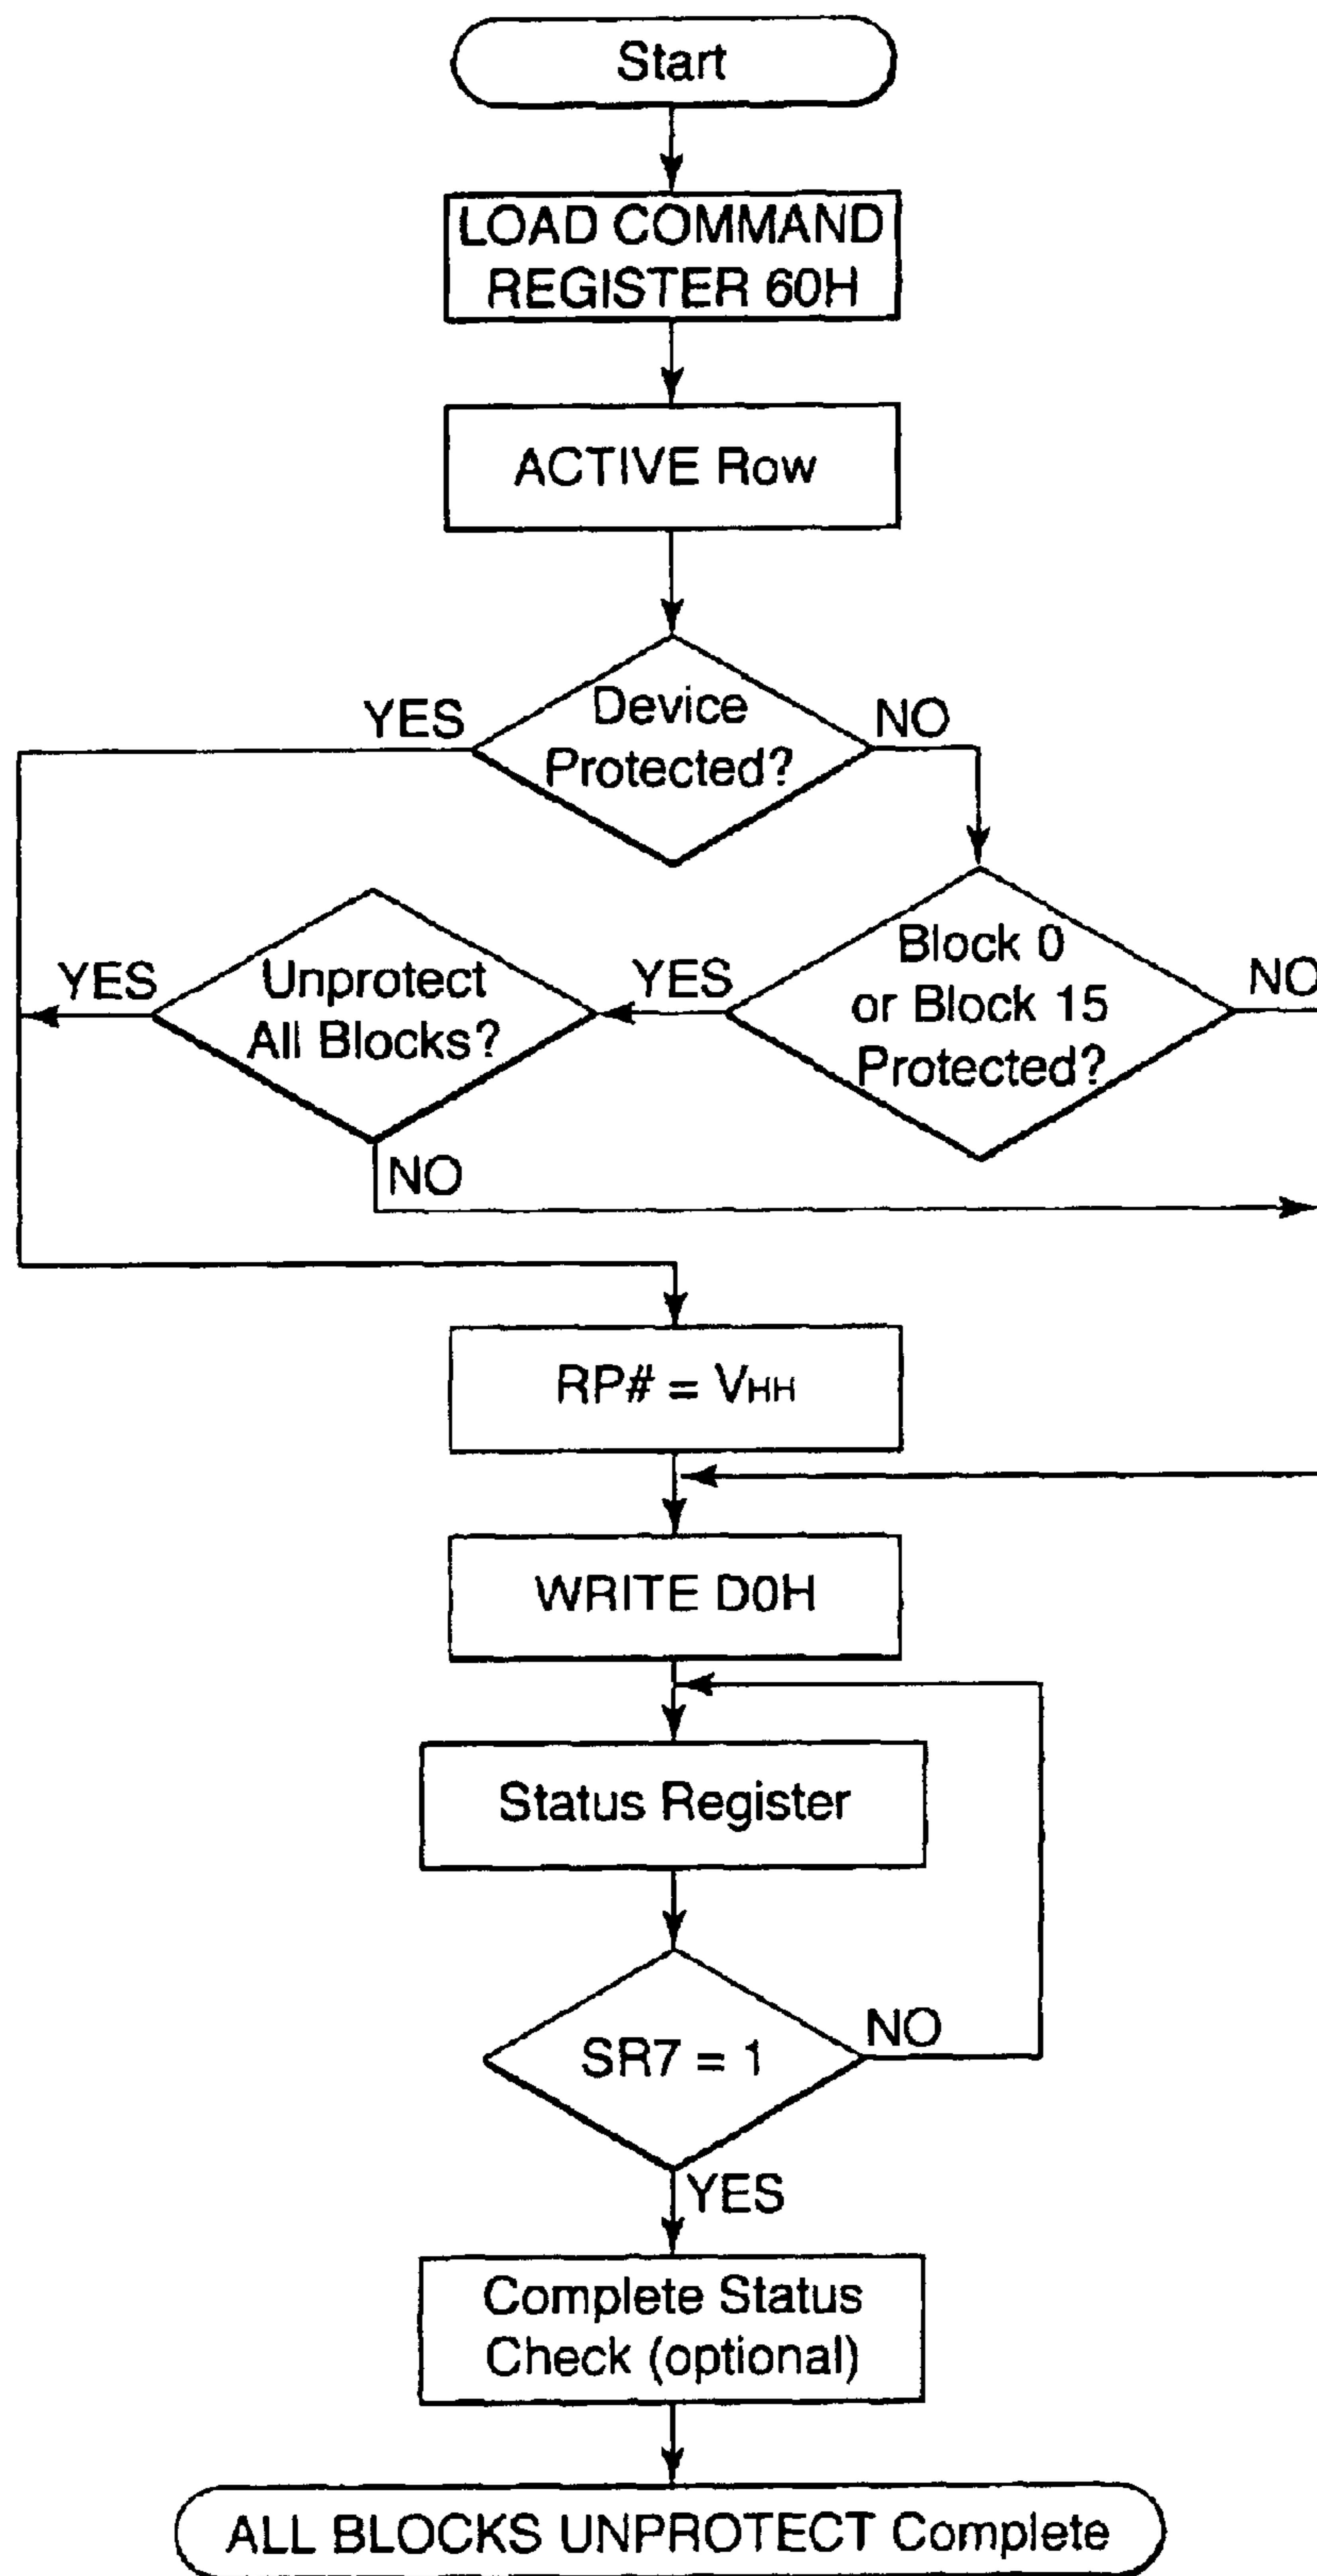 Start
LOAD COMMAND
REGISTER 60H
ACTIVE Row
YES
Device
Protected?
NO
YES
Unprotect
All Blocks?
YES
Block 0
or Block 15
Protected?
NO
NO
RP# = VHH
WRITE D0H
Status Register
SR7 = 1
NO
YES
Complete Status
Check (optional)
ALL BLOCKS UNPROTECT Complete